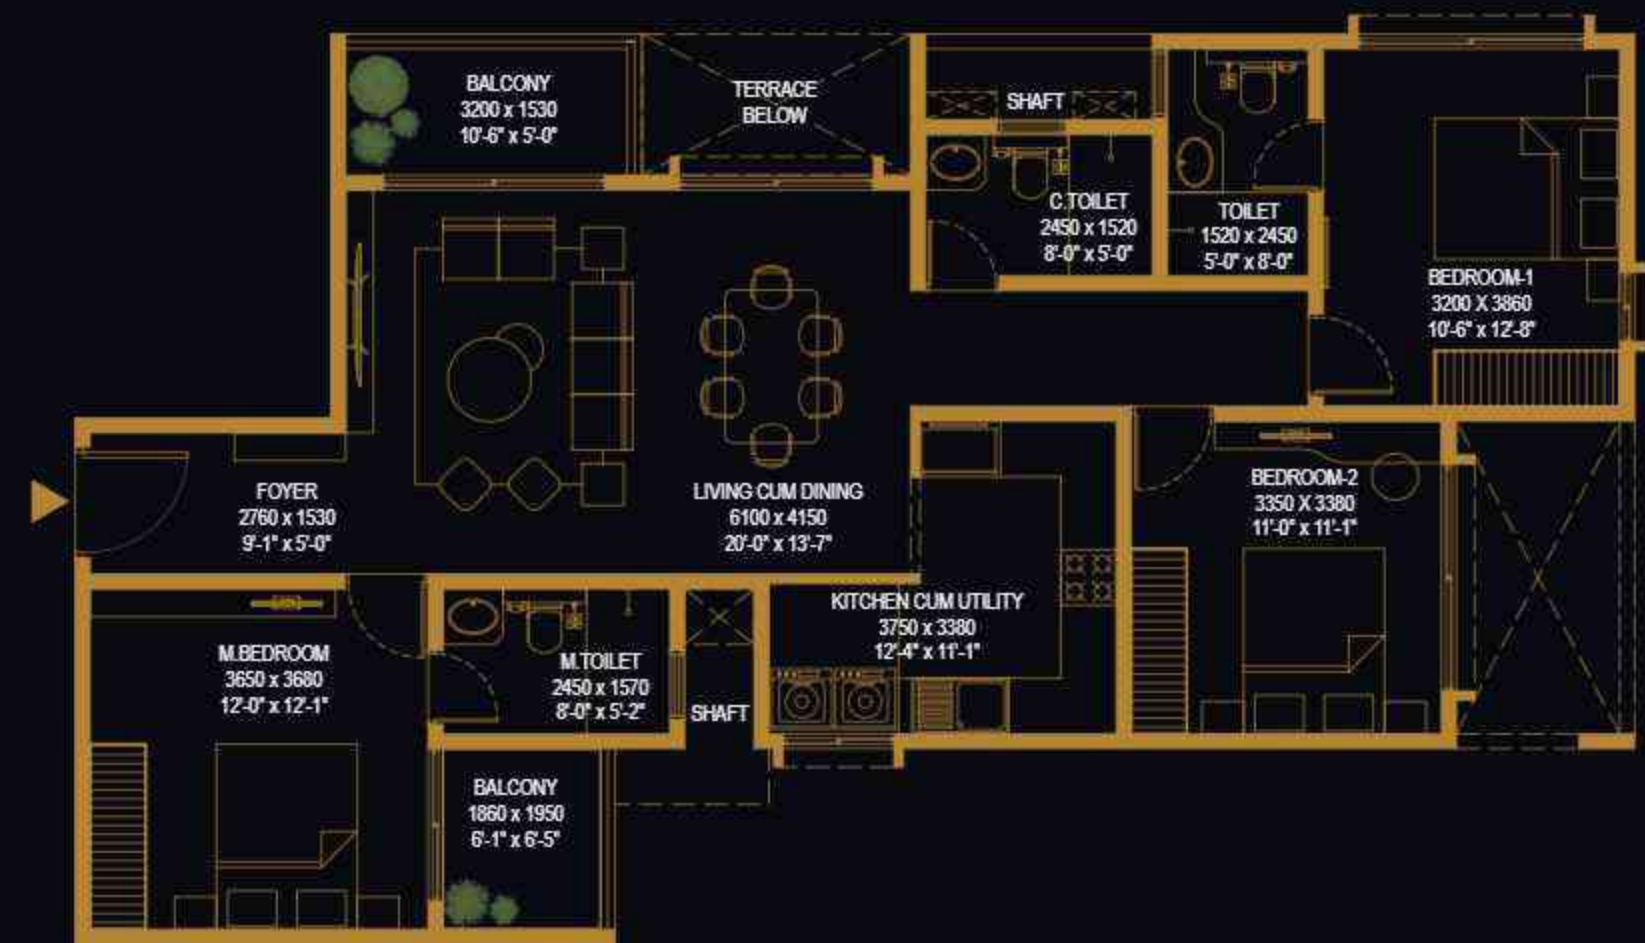 BALCONY
3200 x 1530
10'-6" x 5'-0"
TERRACE
BELOW
SHAFT
C.TOILET
2450 x 1520
8'-0" x 5'-0"
TOILET
1520 x 2450
5'-0" x 8'-0"
BEDROOM-1
3200 X 3860
10'-6" x 12'-8"
FOYER
2760 x 1530
9'-1" x 5'-0"
LIVING CUM DINING
6100 x 4150
20'-0" x 13'-7"
BEDROOM-2
3350 X 3380
11'-0" x 11'-1"
KITCHEN CUM UTILITY
3750 x 3380
12'-4" x 11'-1"
M.BEDROOM
3650 x 3680
12'-0" x 12'-1"
M.TOILET
2450 x 1570
8'-0" x 5'-2"
SHAFT
BALCONY
1860 x 1950
6'-1" x 6'-5"